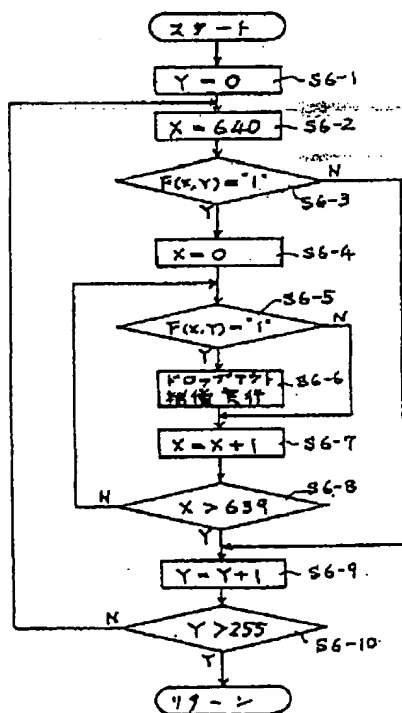 スタート
Y = 0
S6-1
X = 640
S6-2
F(X,Y)="1"
N
S6-3
Y
X = 0
S6-4
S6-5
F(X,Y)="1"
N
Y
ドロップアウト
補償実行
S6-6
X = X + 1
S6-7
S6-8
N
X > 639
Y
Y = Y + 1
S6-9
N
Y > 255
Y
S6-10
リターン